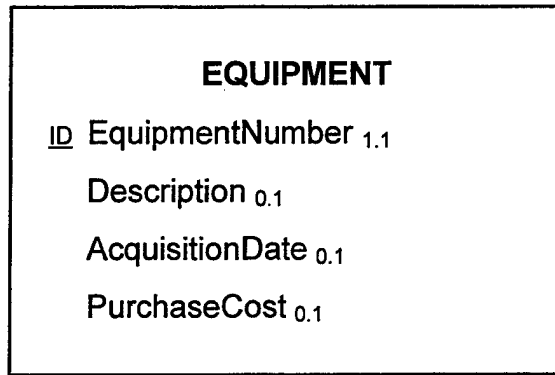 EQUIPMENT
ID EquipmentNumber 1.1
Description 0.1
AcquisitionDate 0.1
PurchaseCost 0.1